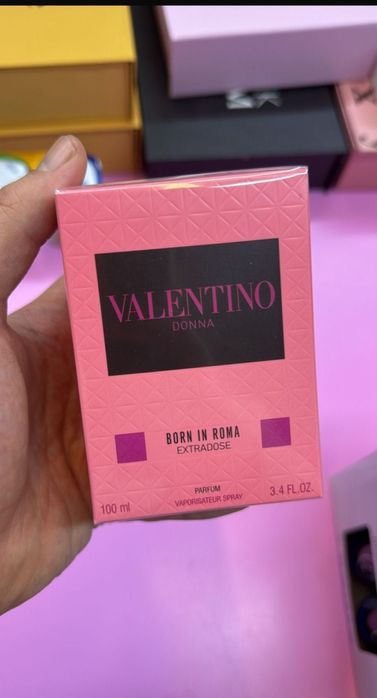 VALENTINO
DONNA
BORN IN ROMA
EXTRADOSE
PARFUM
VAPORISATEUR SPRAY
100 ml
3.4 FL.OZ.